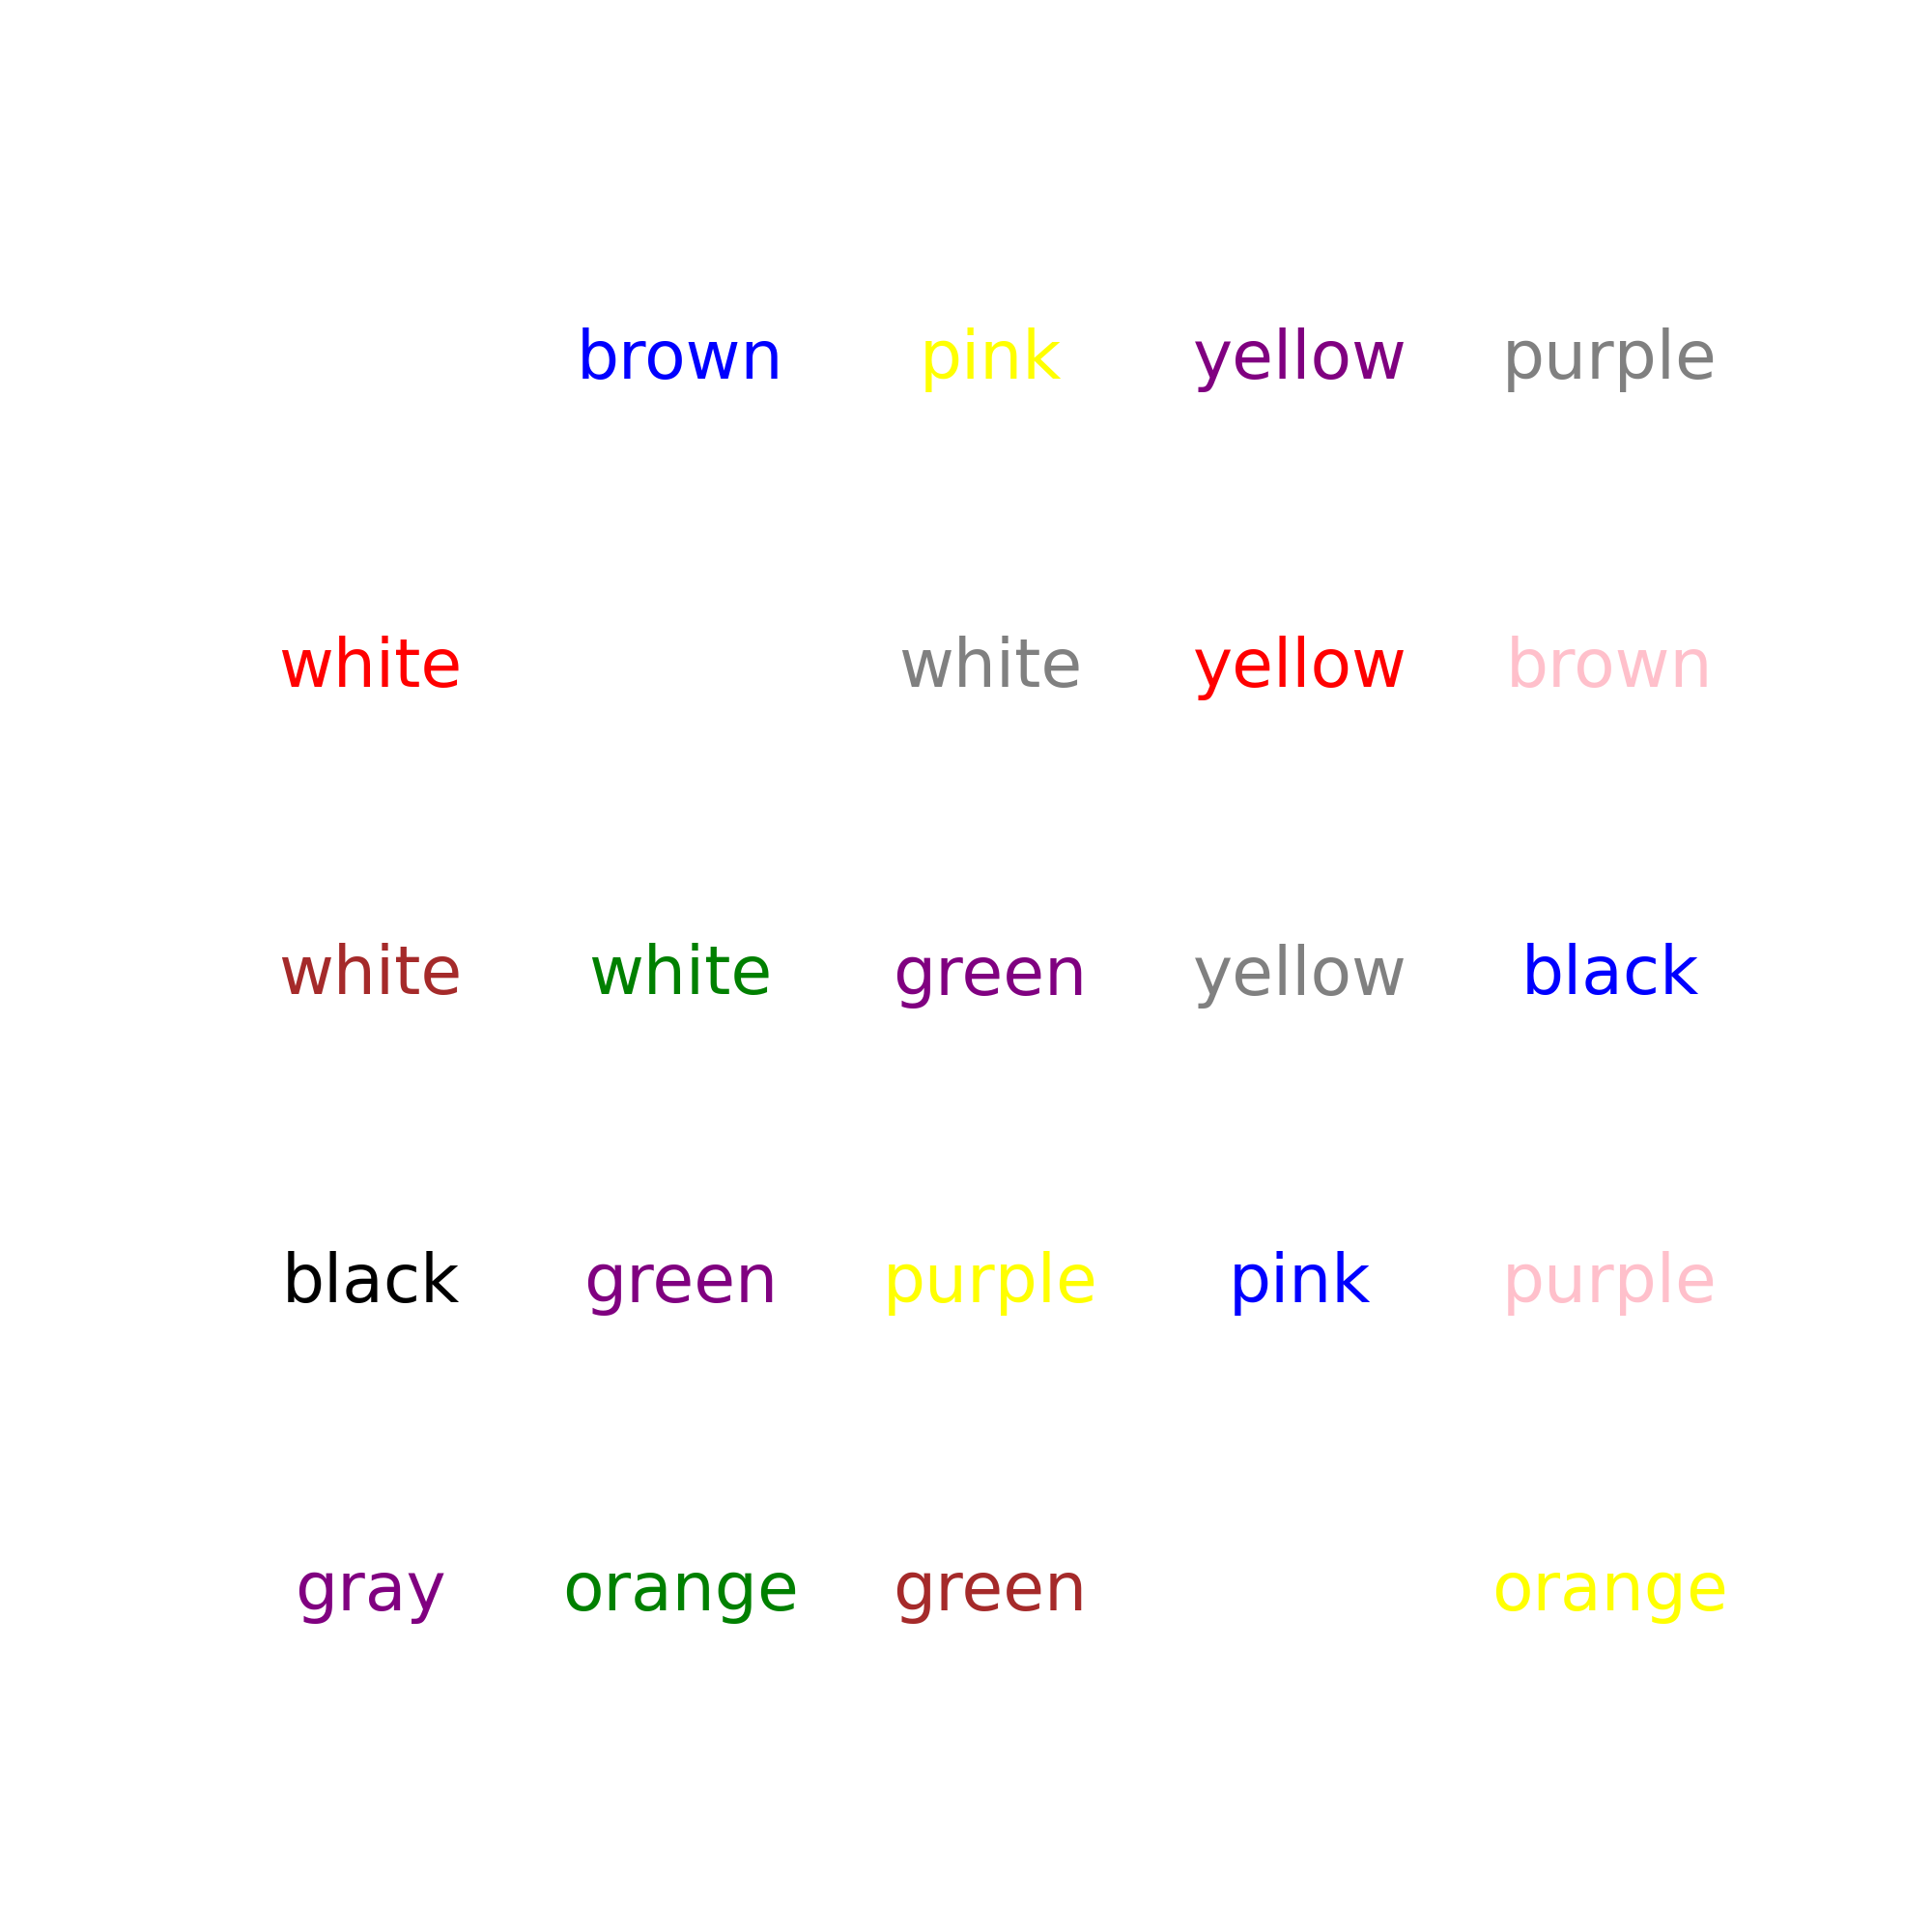 brown pink yellow purple
white white yellow brown
white white green yellow black
black green purple pink purple
gray orange green orange